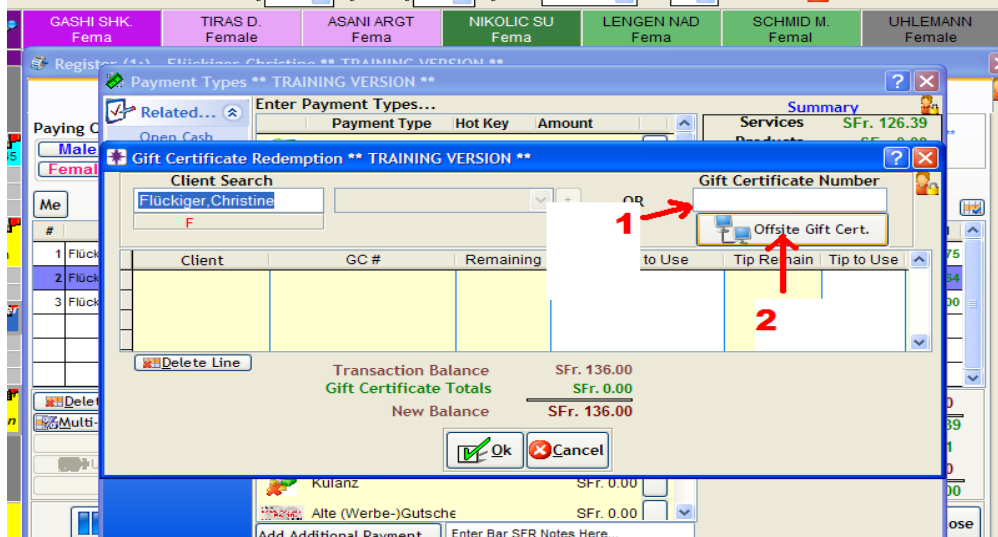 GASHI SHK. TIRAS D. ASANI ARGT NIKOLIC SU LENGEN NAD SCHMID M. UHLEMANN
Fema Female Fema Fema Fema Femal Female
Payment Types ** TRAINING VERSION **
Related... Enter Payment Types... Summary
Payment Type Hot Key Amount Services SFr. 126.39
Paying C
Open Cash
Male
Gift Certificate Redemption ** TRAINING VERSION **
Femal
Client Search Gift Certificate Number
Flückiger,Christine OR
Me
F 1 Offsite Gift Cert.
#
Client GC # Remaining to Use Tip Remain Tip to Use
1 Flück
2 Flück
3 Flück
2
Delete Line
Transaction Balance SFr. 136.00
Gift Certificate Totals SFr. 0.00
Delet
New Balance SFr. 136.00
Multi-
Ok Cancel
Kulanz SFr. 0.00
Alte (Werbe-)Gutsche SFr. 0.00
Add Additional Payment Enter Bar SFR Notes Here...
ose